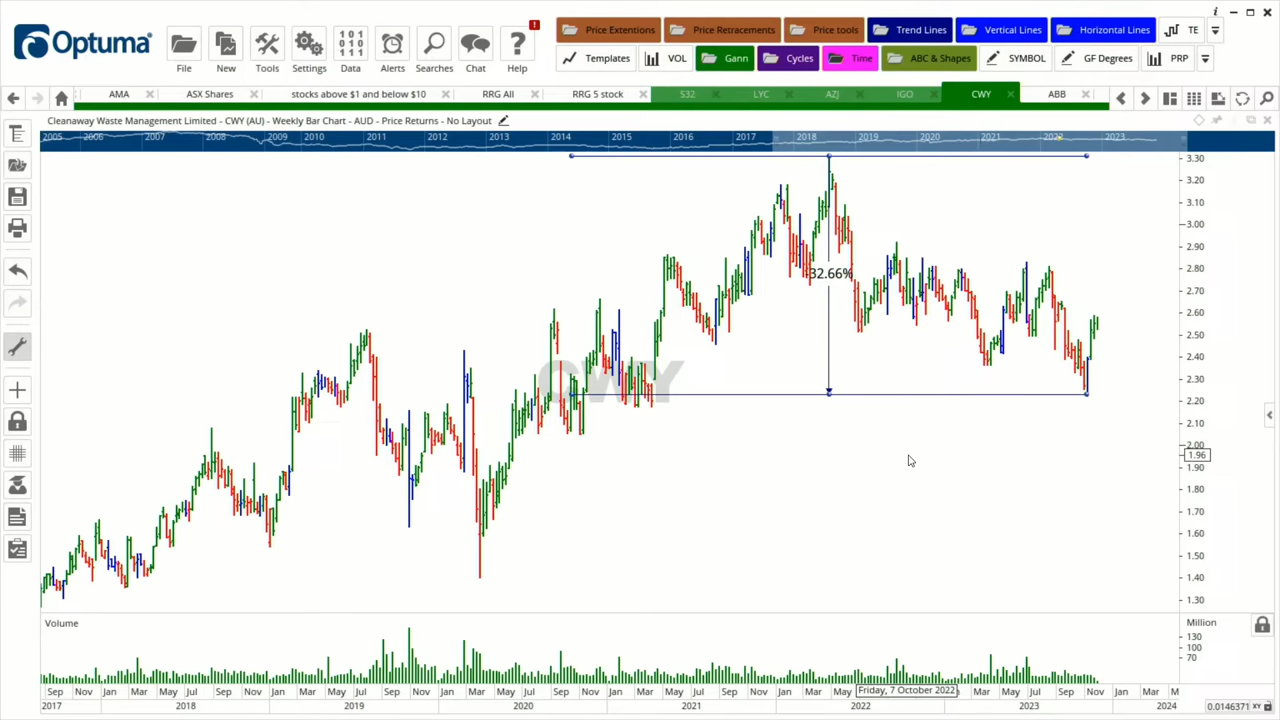 Optuma
File
New
Tools
Settings
101
010
101
Data
Alerts
Searches
Chat
?
!
Help
Price Extentions
Price Retracements
Price tools
Trend Lines
Vertical Lines
Horizontal Lines
TE
Templates
VOL
Gann
Cycles
Time
ABC & Shapes
SYMBOL
GF Degrees
PRP
AMA
ASX Shares
stocks above $1 and below $10
RRG All
RRG 5 stock
S32
LYC
AZJ
IGO
CWY
ABB
Cleanaway Waste Management Limited - CWY (AU) - Weekly Bar Chart - AUD - Price Returns - No Layout
2005 2006 2007 2008 2009 2010 2011 2012 2013 2014 2015 2016 2017 2018 2019 2020 2021 2022 2023
3.30
3.20
3.10
3.00
2.90
2.80
2.70
2.60
2.50
2.40
2.30
2.20
2.10
2.00
1.96
1.90
1.80
1.70
1.60
1.50
1.40
1.30
32.66%
CWY
Volume
Million
130
100
70
Sep Nov Jan Mar May Jul Sep Nov Jan Mar May Jul Sep Nov Jan Mar May Jul Sep Nov Jan Mar May Jul Sep Nov Jan Mar May Friday, 7 October 2022 Mar May Jul Sep Nov Jan Mar M
2017 2018 2019 2020 2021 2022 2023 2024
0.0146371 XY